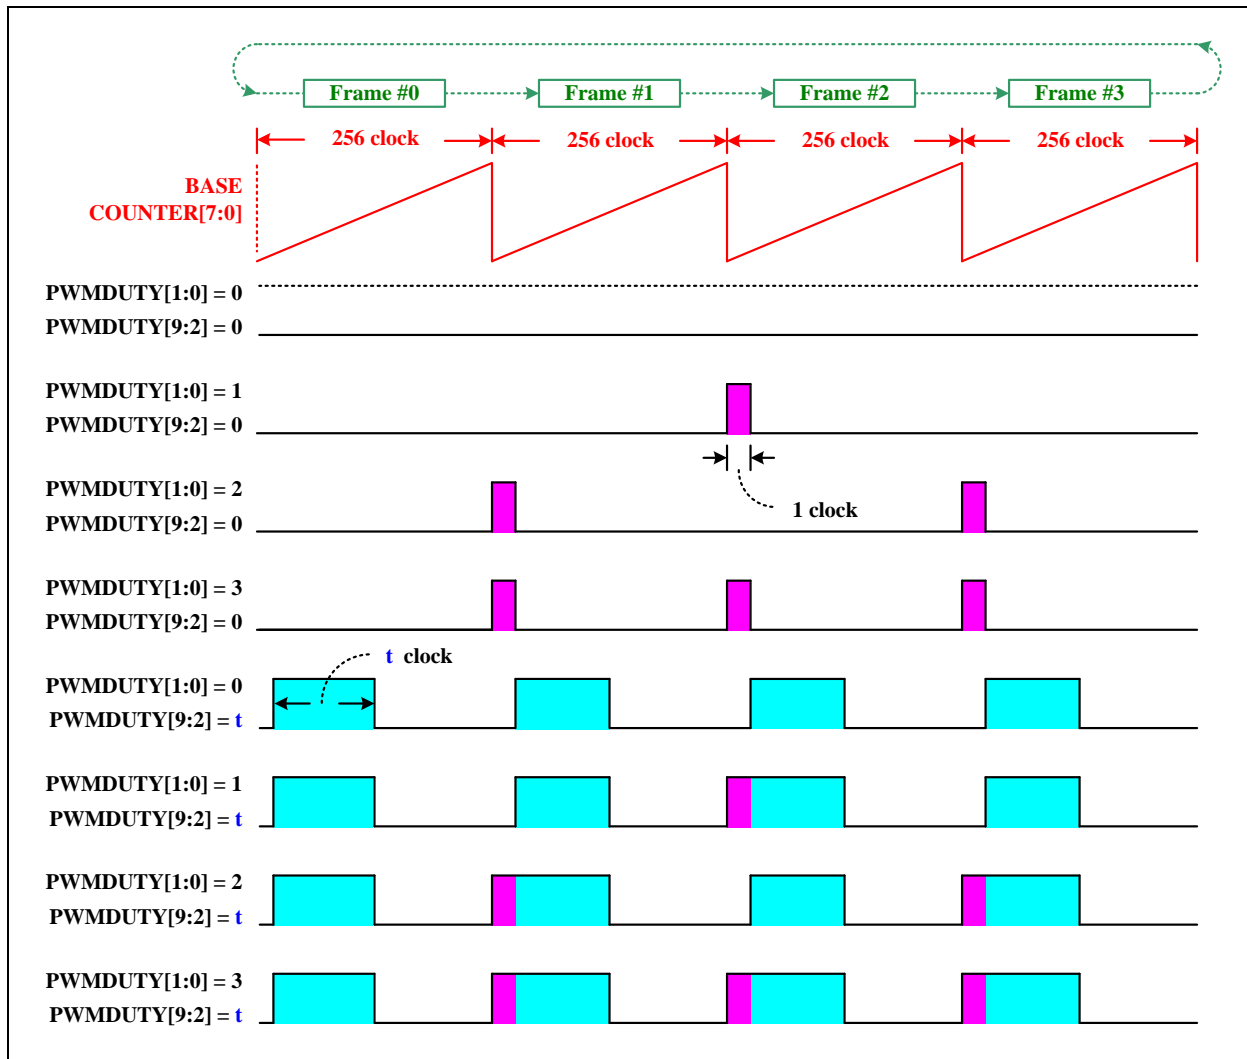 Frame #0 Frame #1 Frame #2 Frame #3
256 clock 256 clock 256 clock 256 clock
BASE
COUNTER[7:0]
PWMDUTY[1:0] = 0
PWMDUTY[9:2] = 0
PWMDUTY[1:0] = 1
PWMDUTY[9:2] = 0
PWMDUTY[1:0] = 2
1 clock
PWMDUTY[9:2] = 0
PWMDUTY[1:0] = 3
PWMDUTY[9:2] = 0
t clock
PWMDUTY[1:0] = 0
PWMDUTY[9:2] = t
PWMDUTY[1:0] = 1
PWMDUTY[9:2] = t
PWMDUTY[1:0] = 2
PWMDUTY[9:2] = t
PWMDUTY[1:0] = 3
PWMDUTY[9:2] = t